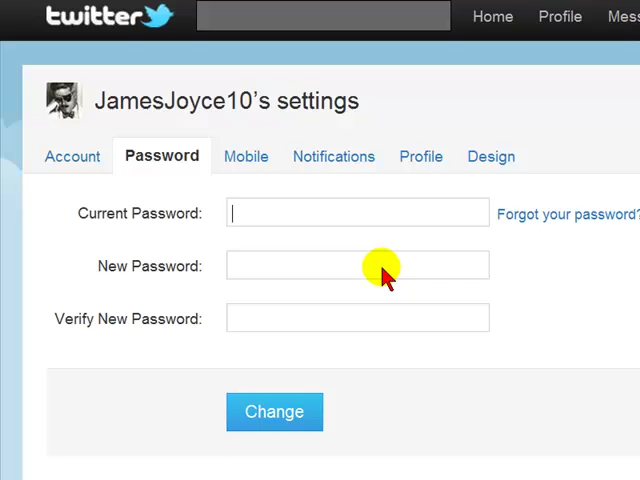 twitter
Home Profile
JamesJoyce10's settings
Account Password Mobile Notifications Profile Design
Current Password: Forgot your password?
New Password:
Verify New Password:
Change